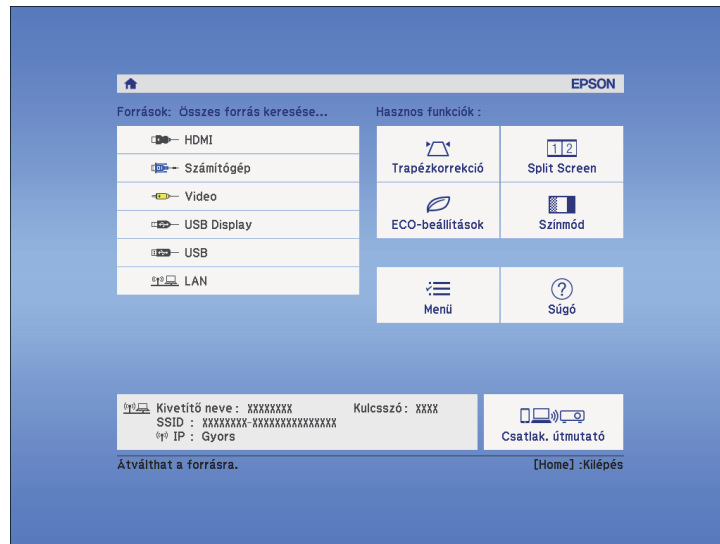 EPSON
Források: Összes forrás keresése...
HDMI
Számítógép
Video
USB Display
USB
LAN
Hasznos funkciók :
Trapézkorrekció
1 2
Split Screen
ECO-beállítások
Színmód
Menü
?
Súgó
Kivetítő neve : XXXXXXXX Kulcsszó : XXXX
SSID : XXXXXXXX-XXXXXXXXXXXXXXX
IP : Gyors
Csatlak. útmutató
Átválthat a forrásra. [Home] :Kilépés